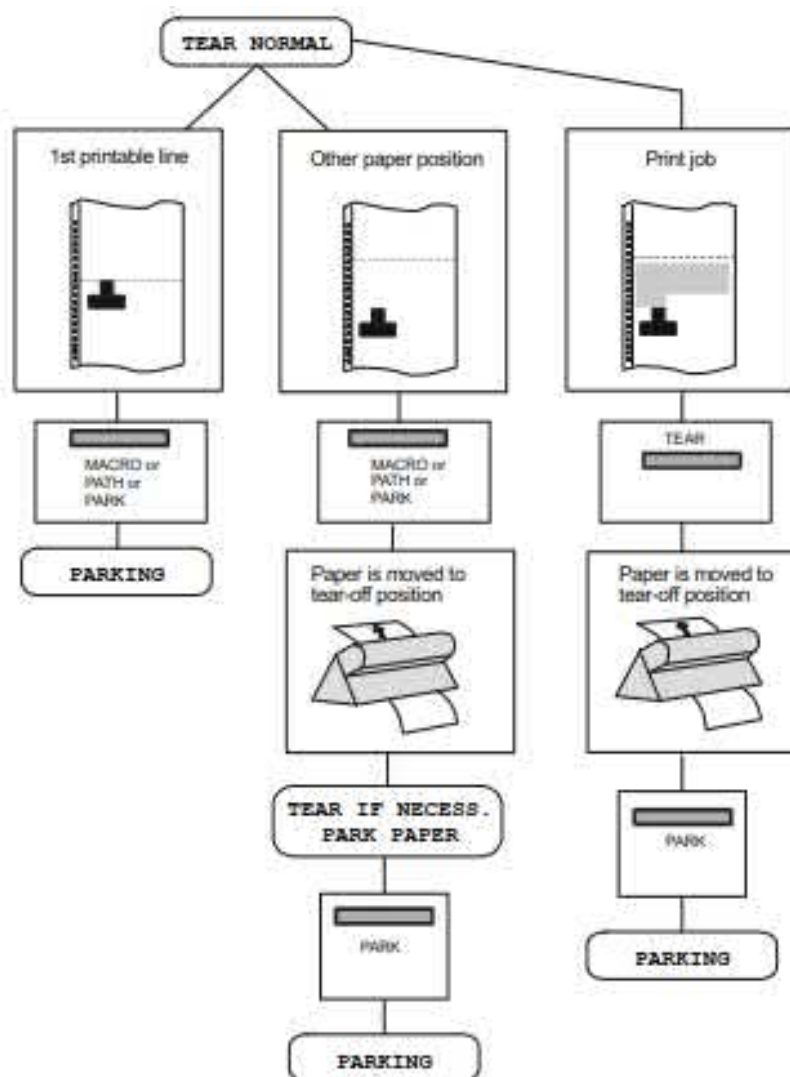 TEAR NORMAL
1st printable line
Other paper position
Print job
MACRO or
PATH or
PARK
MACRO or
PATH or
PARK
TEAR
PARKING
Paper is moved to
tear-off position
Paper is moved to
tear-off position
TEAR IF NECESS.
PARK PAPER
PARK
PARK
PARKING
PARKING